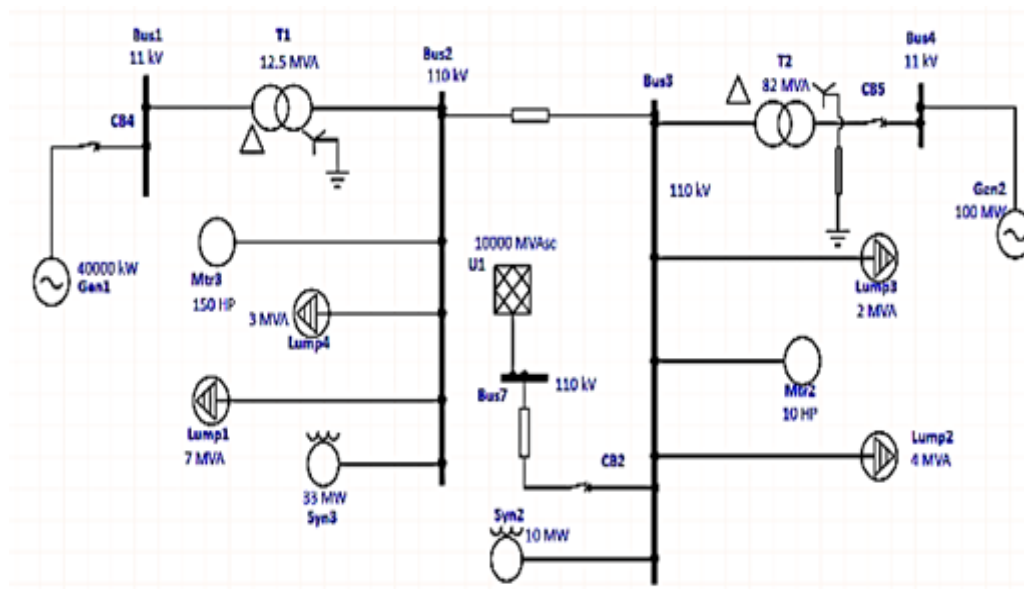 Bus1
11 kV
T1
12.5 MVA
Bus2
110 kV
Bus3
T2
82 MVA
Bus4
11 kV
CB5
CB4
110 kV
Gen2
100 MW
40000 kW
Gen1
Mtr3
150 HP
3 MVA
Lump4
10000 MVAsc
U1
Lump3
2 MVA
Bus7
110 kV
Mtr2
10 HP
Lump1
7 MVA
CB2
Lump2
4 MVA
33 MW
Syn3
Syn2
10 MW